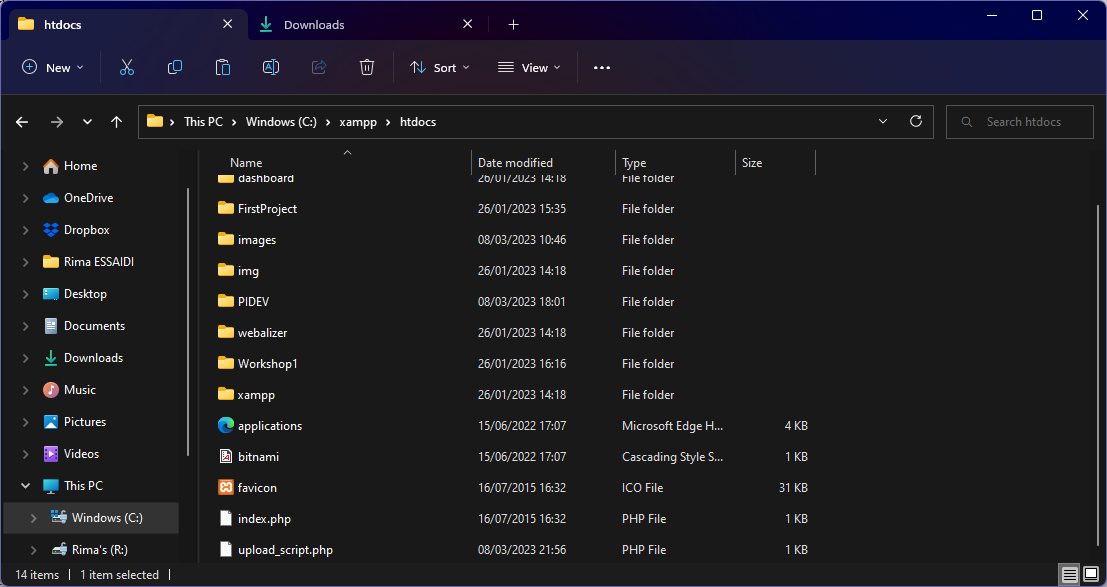 htdocs
Downloads
New
Sort
View
This PC > Windows (C:) > xampp > htdocs
Search htdocs
Home
OneDrive
Dropbox
Rima ESSAIDI
Desktop
Documents
Downloads
Music
Pictures
Videos
This PC
Windows (C:)
Rima's (R:)
Name Date modified Type Size
dashboard 26/01/2023 14:18 File folder
FirstProject 26/01/2023 15:35 File folder
images 08/03/2023 10:46 File folder
img 26/01/2023 14:18 File folder
PIDEV 08/03/2023 18:01 File folder
webalizer 26/01/2023 14:18 File folder
Workshop1 26/01/2023 16:16 File folder
xampp 26/01/2023 14:18 File folder
applications 15/06/2022 17:07 Microsoft Edge H... 4 KB
bitnami 15/06/2022 17:07 Cascading Style S... 1 KB
favicon 16/07/2015 16:32 ICO File 31 KB
index.php 16/07/2015 16:32 PHP File 1 KB
upload_script.php 08/03/2023 21:56 PHP File 1 KB
14 items | 1 item selected |